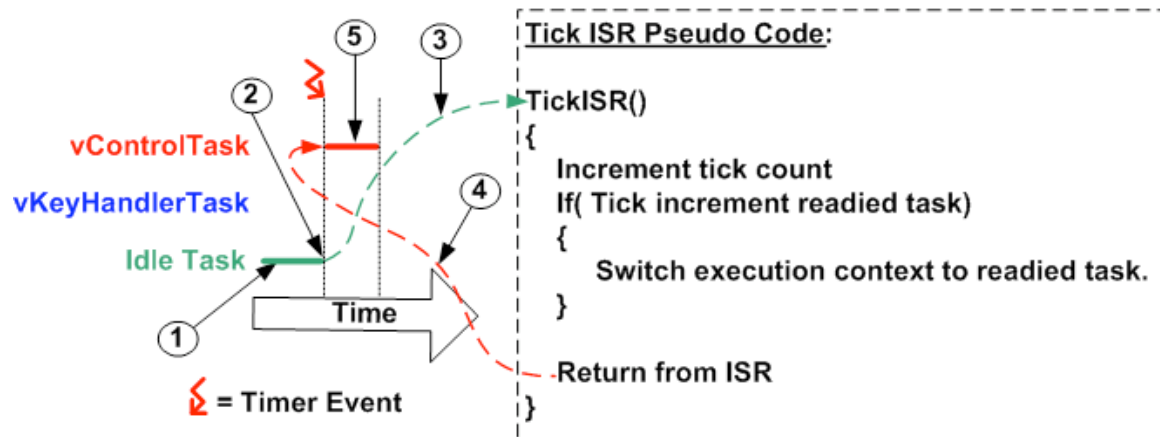 5
3
2
vControlTask
vKeyHandlerTask
4
Idle Task
Time
1
= Timer Event
Tick ISR Pseudo Code:
TickISR()
{
Increment tick count
If( Tick increment readied task)
{
Switch execution context to readied task.
}
Return from ISR
}